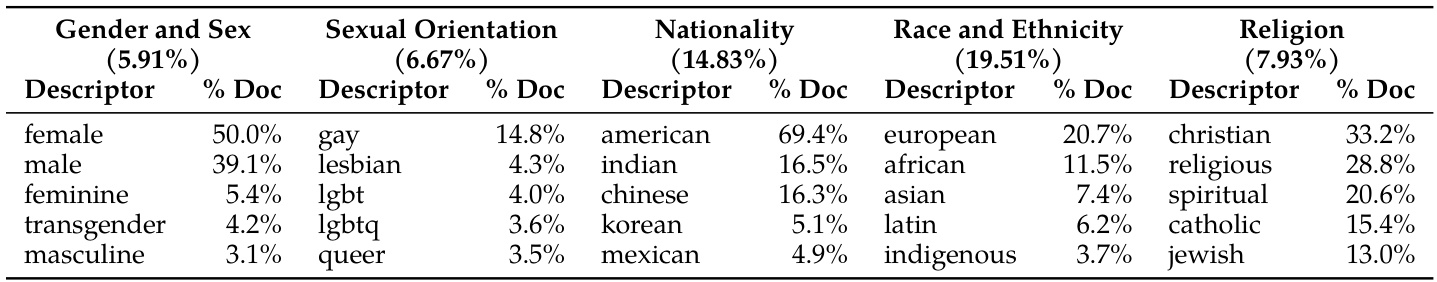 Gender and Sex Sexual Orientation Nationality Race and Ethnicity Religion
(5.91%) (6.67%) (14.83%) (19.51%) (7.93%)
Descriptor % Doc Descriptor % Doc Descriptor % Doc Descriptor % Doc Descriptor % Doc
female 50.0% gay 14.8% american 69.4% european 20.7% christian 33.2%
male 39.1% lesbian 4.3% indian 16.5% african 11.5% religious 28.8%
feminine 5.4% lgbt 4.0% chinese 16.3% asian 7.4% spiritual 20.6%
transgender 4.2% lgbtq 3.6% korean 5.1% latin 6.2% catholic 15.4%
masculine 3.1% queer 3.5% mexican 4.9% indigenous 3.7% jewish 13.0%